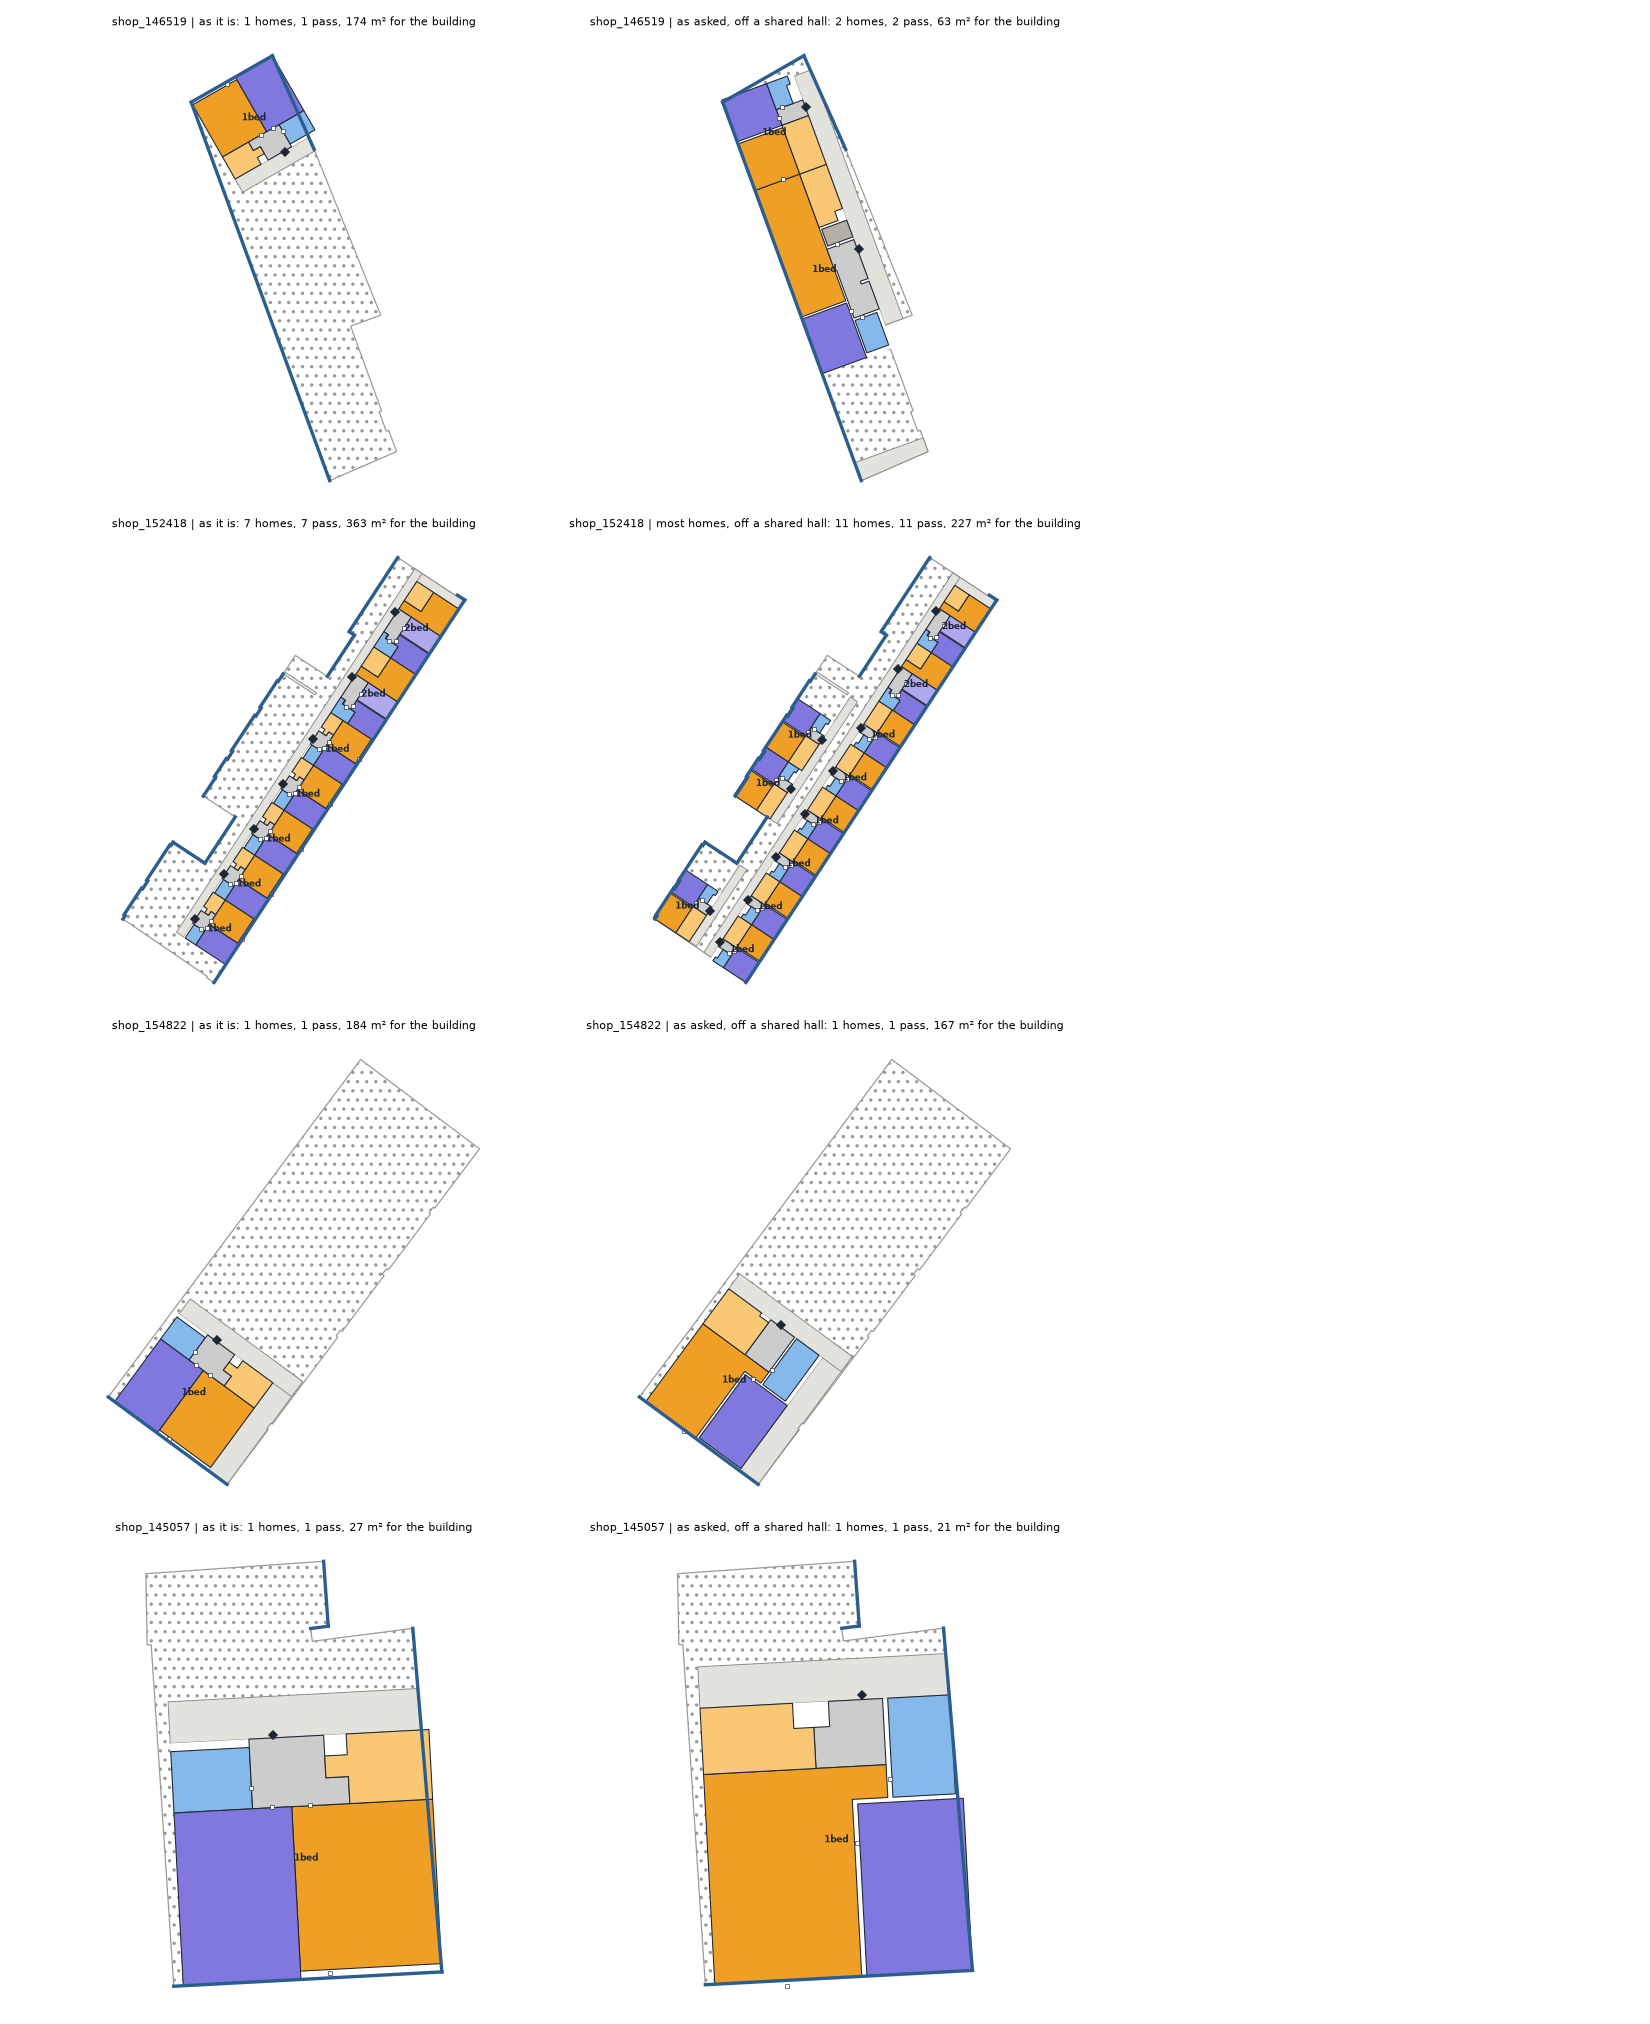 shop_146519 | as it is: 1 homes, 1 pass, 174 m² for the building
shop_146519 | as asked, off a shared hall: 2 homes, 2 pass, 63 m² for the building
1bed
1bed
1bed
shop_152418 | as it is: 7 homes, 7 pass, 363 m² for the building
shop_152418 | most homes, off a shared hall: 11 homes, 11 pass, 227 m² for the building
2bed
2bed
1bed
1bed
1bed
1bed
1bed
2bed
2bed
1bed
1bed
1bed
1bed
1bed
1bed
1bed
1bed
1bed
shop_154822 | as it is: 1 homes, 1 pass, 184 m² for the building
shop_154822 | as asked, off a shared hall: 1 homes, 1 pass, 167 m² for the building
1bed
1bed
shop_145057 | as it is: 1 homes, 1 pass, 27 m² for the building
shop_145057 | as asked, off a shared hall: 1 homes, 1 pass, 21 m² for the building
1bed
1bed